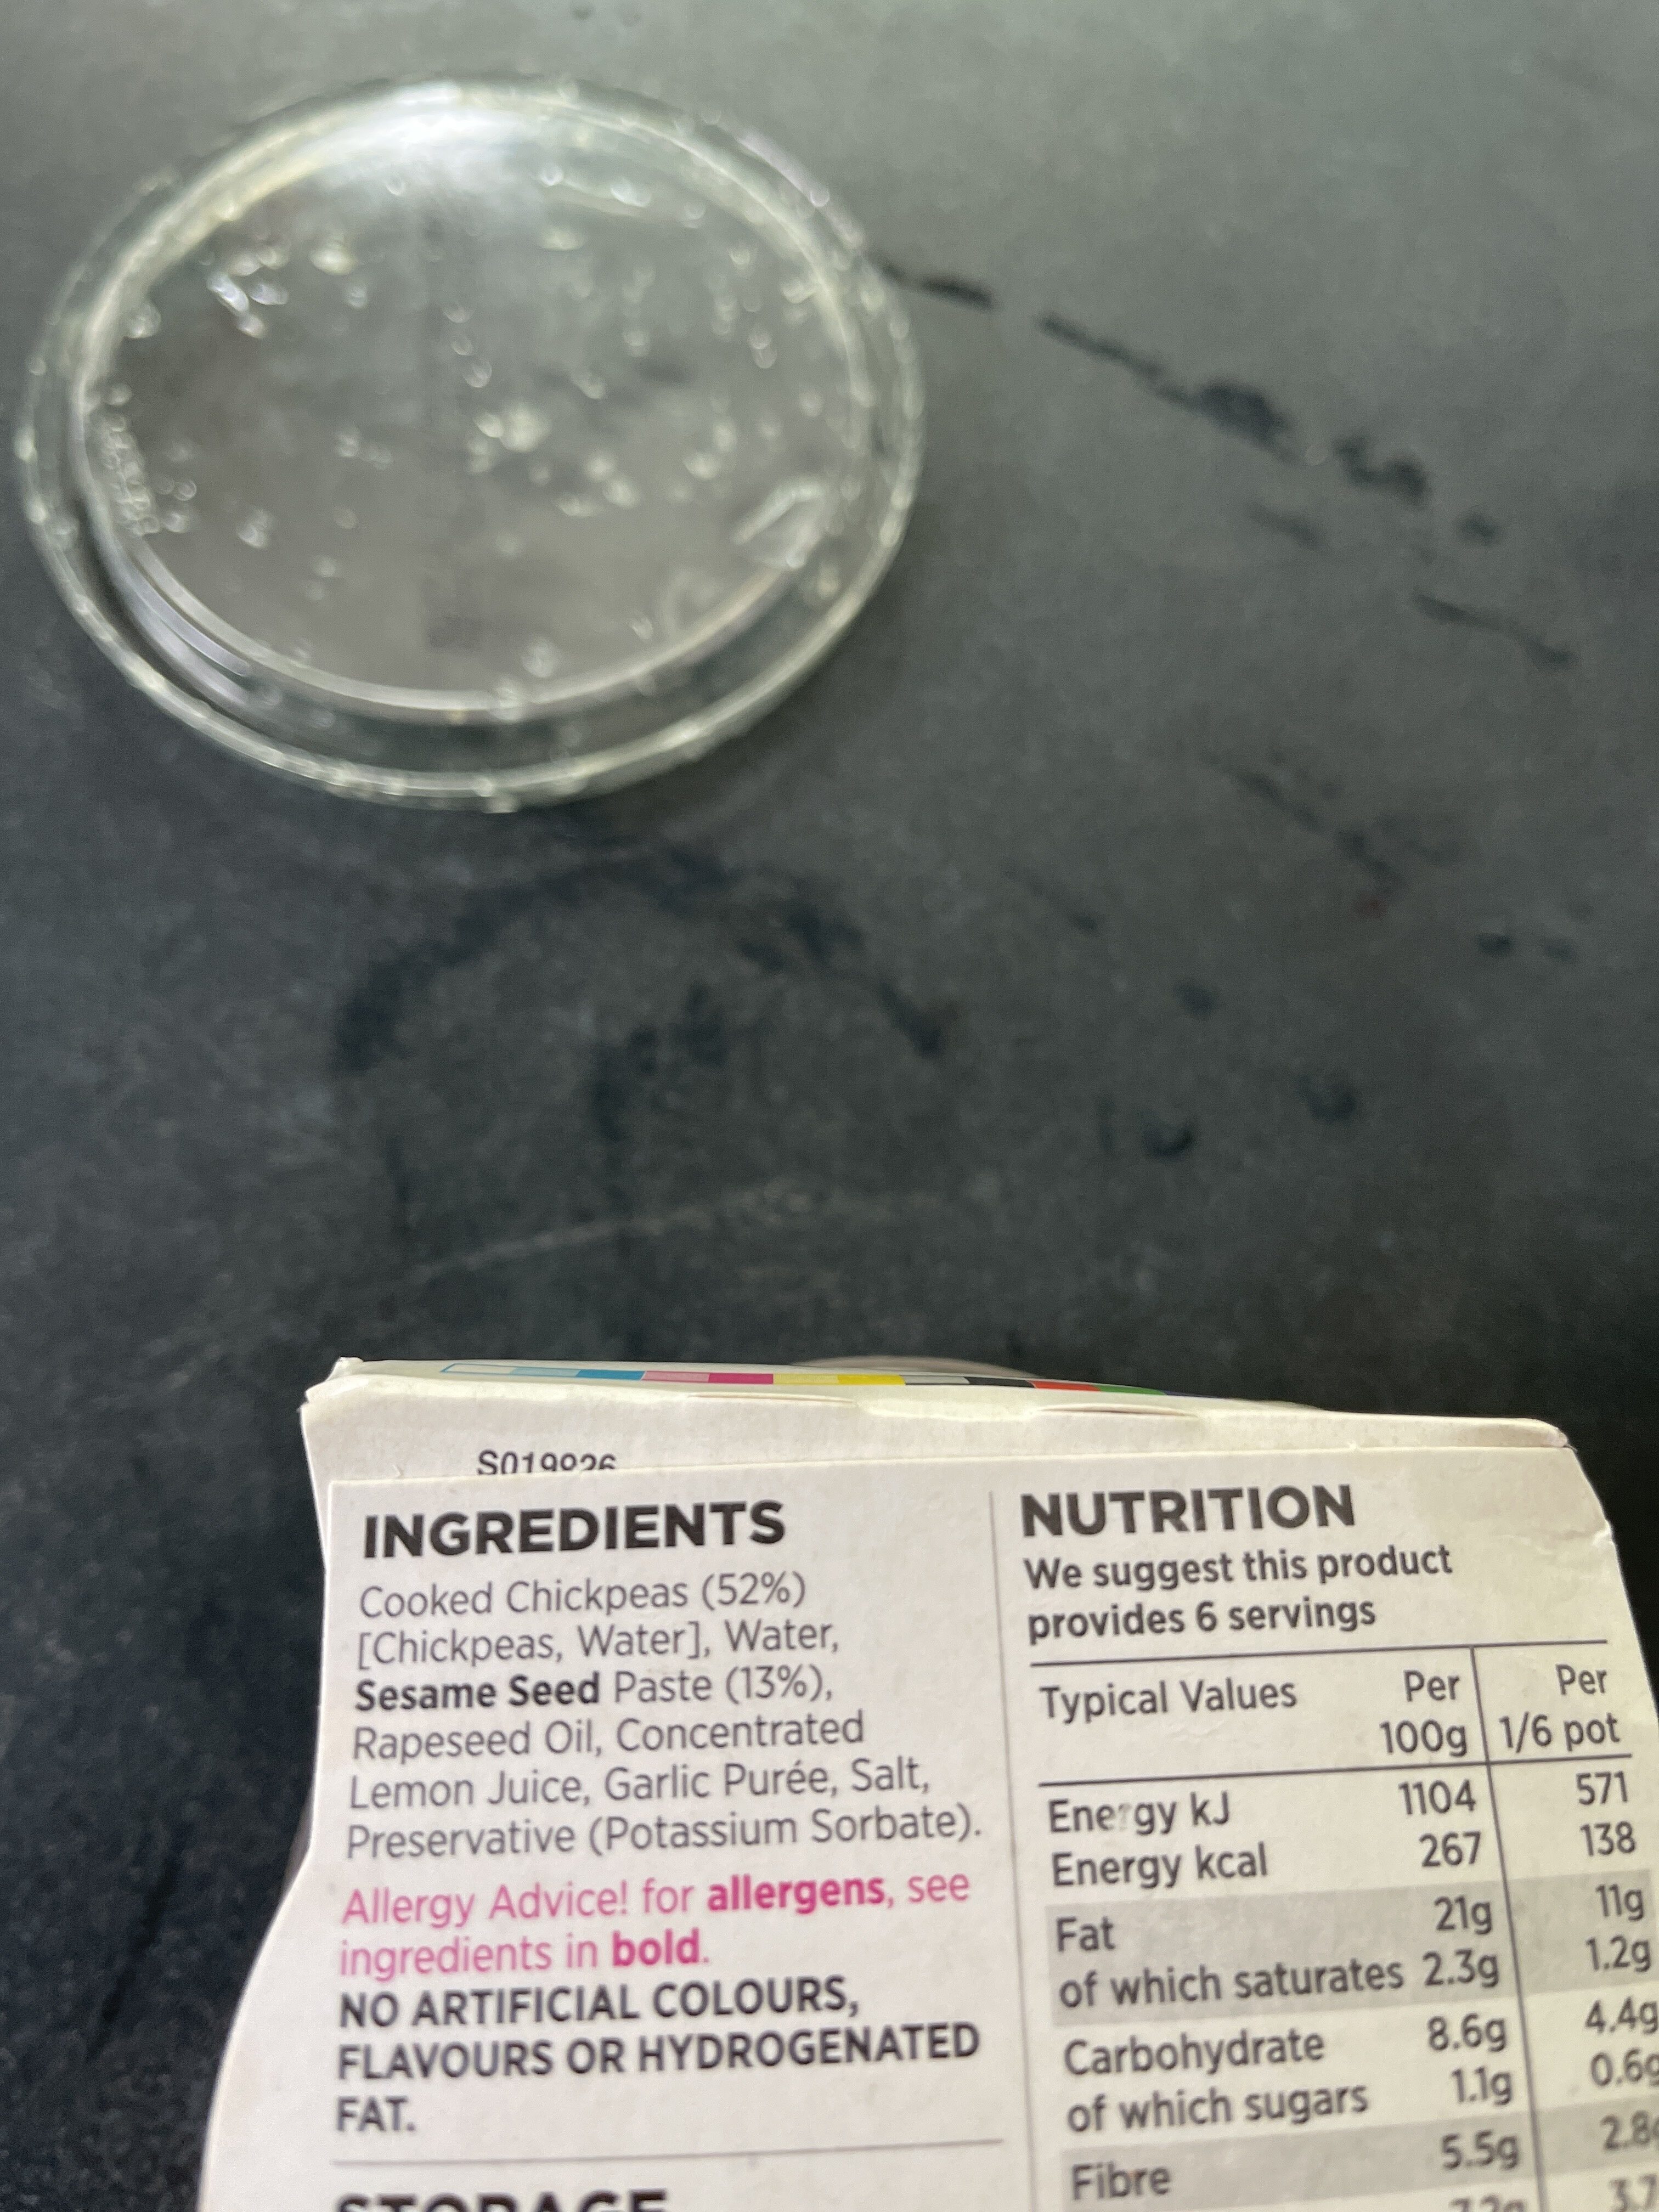 INGREDIENTS
Cooked Chickpeas (52%)
[Chickpeas, Water], Water,
Sesame Seed Paste (13%),
Rapeseed Oil, Concentrated
Lemon Juice, Garlic Purée, Salt,
Preservative (Potassium Sorbate).
Allergy Advice! for allergens, see
ingredients in bold.
NO ARTIFICIAL COLOURS,
FLAVOURS OR HYDROGENATED
FAT.
STORAGE
NUTRITION
We suggest this product
provides 6 servings
Typical Values Per 100g Per 1/6 pot
Energy kJ 1104 571
Energy kcal 267 138
Fat 21g 11g
of which saturates 2.3g 1.2g
Carbohydrate 8.6g 4.4g
of which sugars 1.1g 0.6g
Fibre 5.5g 2.8